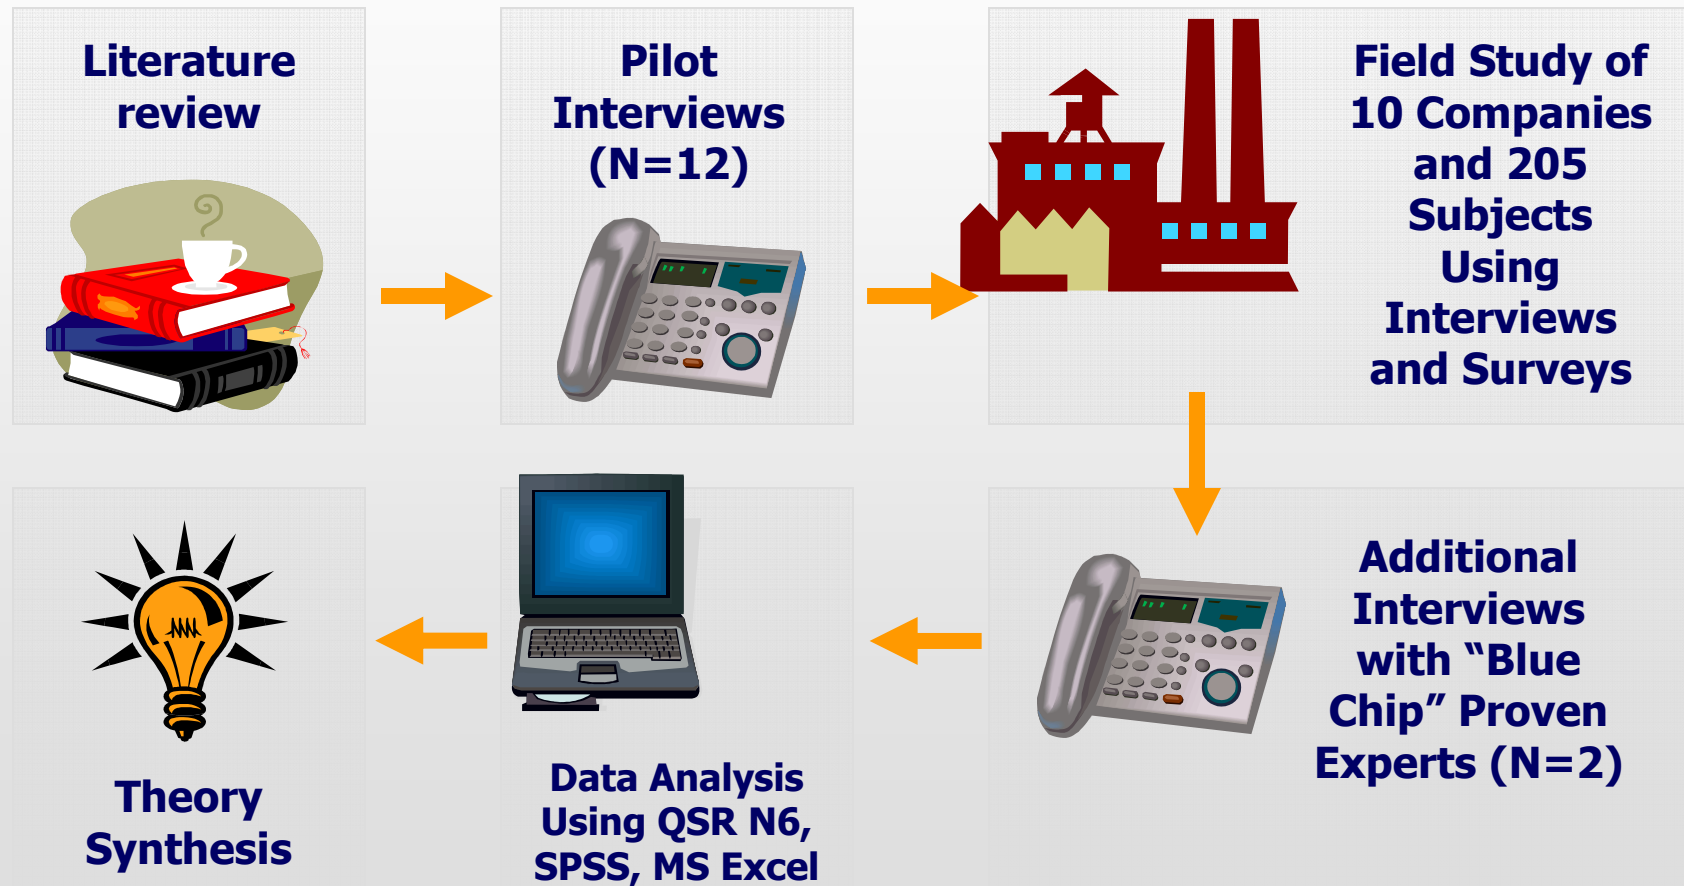 Literature
review
Pilot
Interviews
(N=12)
Field Study of
10 Companies
and 205
Subjects
Using
Interviews
and Surveys
Additional
Interviews
with “Blue
Chip” Proven
Experts (N=2)
Data Analysis
Using QSR N6,
SPSS, MS Excel
Theory
Synthesis